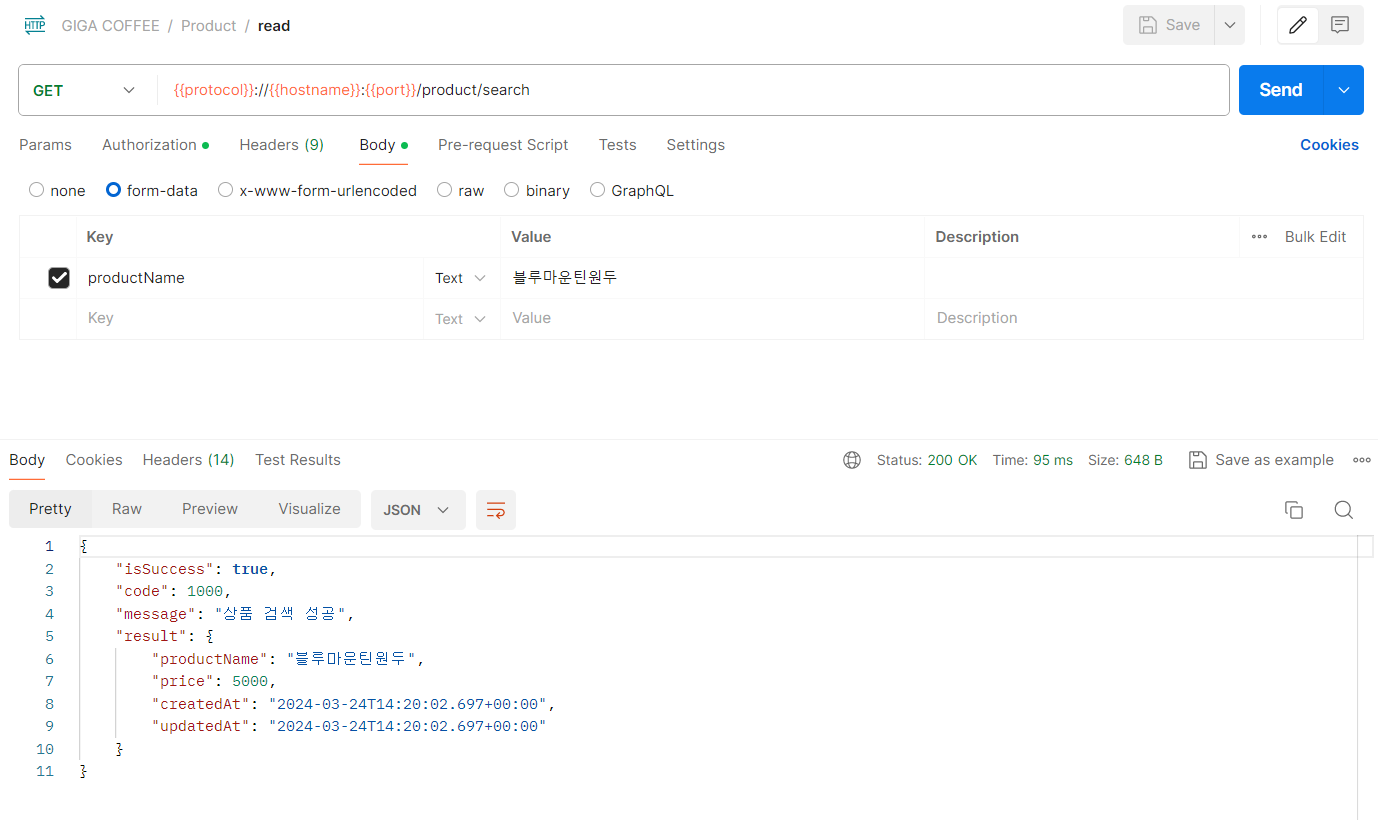 HTTP GIGA COFFEE / Product / read Save
GET {{protocol}}://{{hostname}}:{{port}}/product/search Send
Params Authorization Headers (9) Body Pre-request Script Tests Settings Cookies
none form-data x-www-form-urlencoded raw binary GraphQL
Key Value Description Bulk Edit
productName Text 블루마운틴원두
Key Text Value Description
Body Cookies Headers (14) Test Results Status: 200 OK Time: 95 ms Size: 648 B Save as example
Pretty Raw Preview Visualize JSON
1 {
2 "isSuccess": true,
3 "code": 1000,
4 "message": "상품 검색 성공",
5 "result": {
6 "productName": "블루마운틴원두",
7 "price": 5000,
8 "createdAt": "2024-03-24T14:20:02.697+00:00",
9 "updatedAt": "2024-03-24T14:20:02.697+00:00"
10 }
11 }